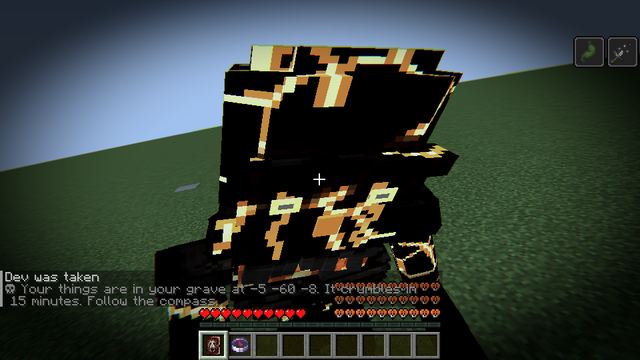 Dev was taken
☠ Your things are in your grave at -5 -60 -8. It crumbles in
15 minutes. Follow the compass.